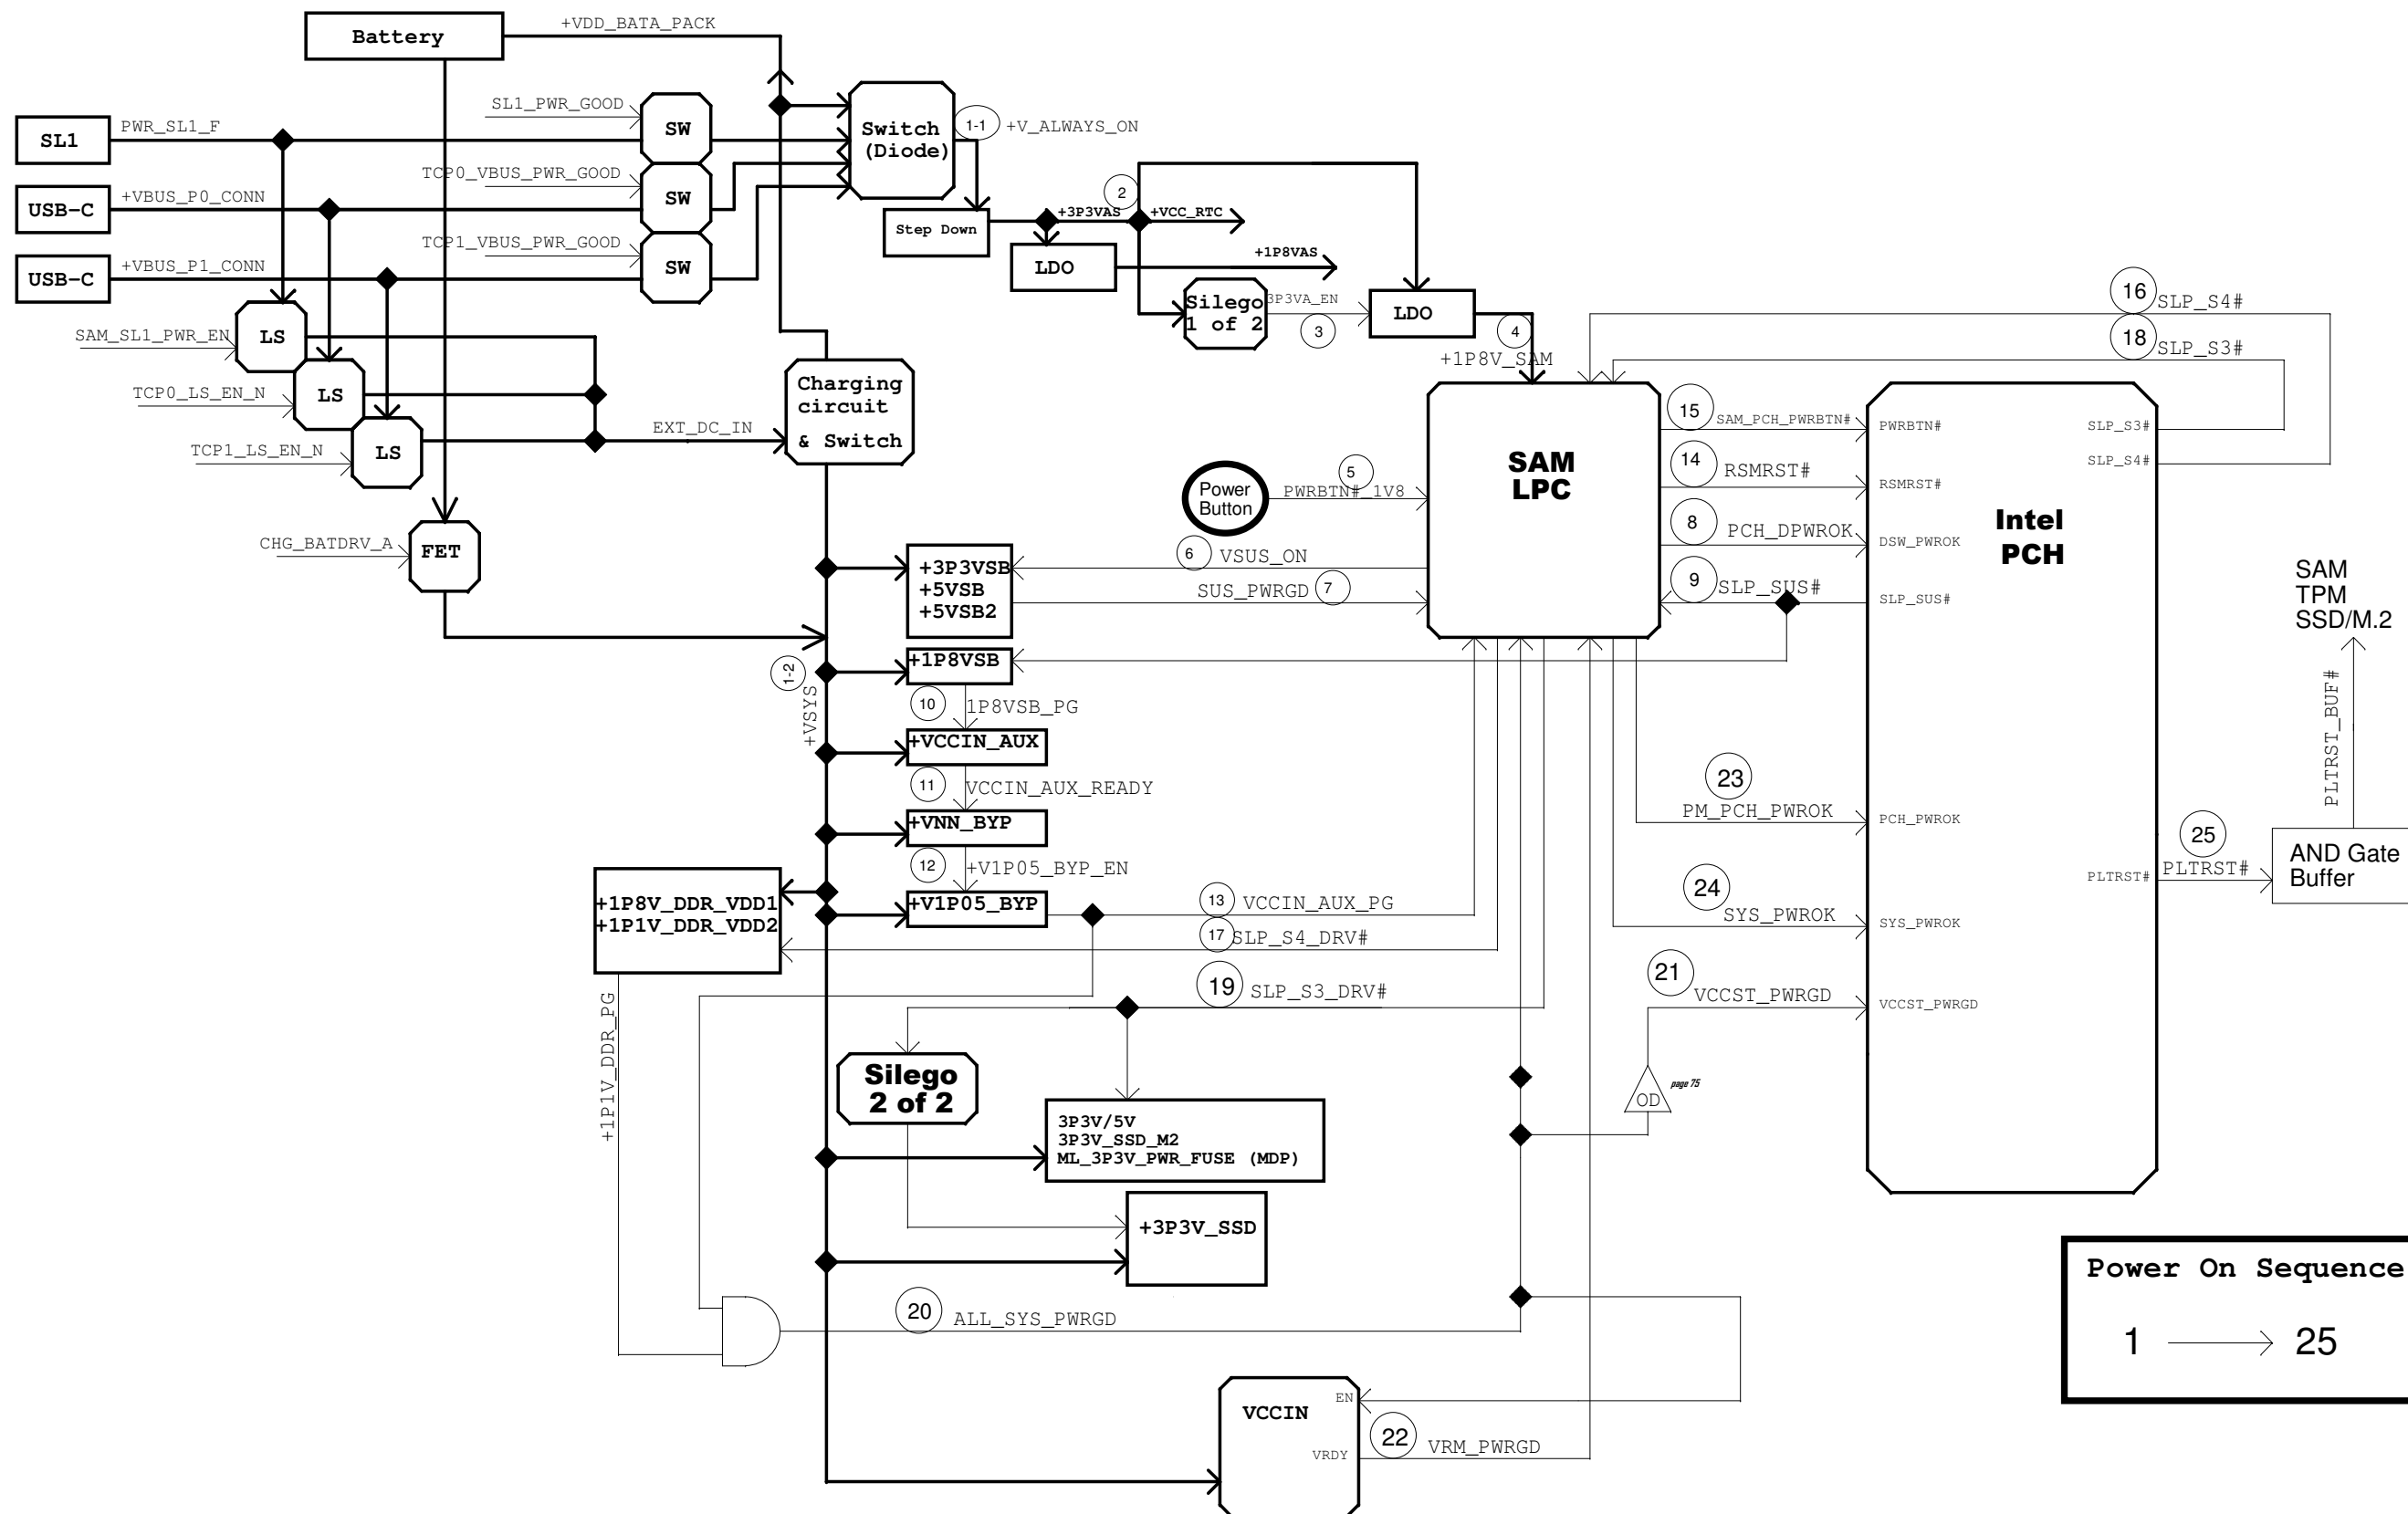 Battery
+VDD_BATA_PACK
SL1
PWR_SL1_F
SL1_PWR_GOOD
SW
Switch
(Diode)
1-1
+V_ALWAYS_ON
USB-C
+VBUS_P0_CONN
TCP0_VBUS_PWR_GOOD
SW
USB-C
+VBUS_P1_CONN
TCP1_VBUS_PWR_GOOD
SW
Step Down
2
+3P3VAS
+VCC_RTC
LDO
+1P8VAS
Silego
1 of 2
3P3VA_EN
3
LDO
4
+1P8V_SAM
SAM_SL1_PWR_EN
LS
TCP0_LS_EN_N
LS
TCP1_LS_EN_N
LS
EXT_DC_IN
Charging
circuit
& Switch
CHG_BATDRV_A
FET
16
SLP_S4#
18
SLP_S3#
SAM
LPC
Power
Button
5
PWRBTN#_1V8
15
SAM_PCH_PWRBTN#
PWRBTN#
SLP_S3#
SLP_S4#
14
RSMRST#
RSMRST#
8
PCH_DPWROK
DSW_PWROK
9
SLP_SUS#
SLP_SUS#
Intel
PCH
6
VSUS_ON
SUS_PWRGD
7
+3P3VSB
+5VSB
+5VSB2
1-2
+VSYS
+1P8VSB
10
1P8VSB_PG
+VCCIN_AUX
11
VCCIN_AUX_READY
+VNN_BYP
12
+V1P05_BYP_EN
+V1P05_BYP
13
VCCIN_AUX_PG
17
SLP_S4_DRV#
+1P8V_DDR_VDD1
+1P1V_DDR_VDD2
+1P1V_DDR_PG
19
SLP_S3_DRV#
Silego
2 of 2
3P3V/5V
3P3V_SSD_M2
ML_3P3V_PWR_FUSE (MDP)
+3P3V_SSD
20
ALL_SYS_PWRGD
VCCIN
EN
VRDY
22
VRM_PWRGD
23
PM_PCH_PWROK
PCH_PWROK
24
SYS_PWROK
SYS_PWROK
21
VCCST_PWRGD
VCCST_PWRGD
OD
page 75
PLTRST#
25
PLTRST#
AND Gate
Buffer
PLTRST_BUF#
SAM
TPM
SSD/M.2
Power On Sequence
1
25